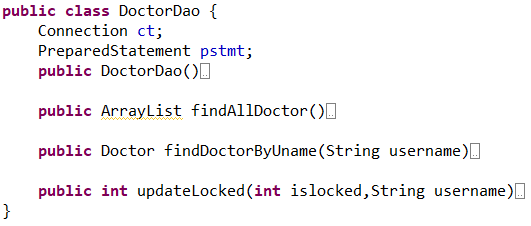 public class DoctorDao {
Connection ct;
PreparedStatement pstmt;
public DoctorDao()
public ArrayList findAllDoctor()
public Doctor findDoctorByUname(String username)
public int updateLocked(int islocked,String username)
}